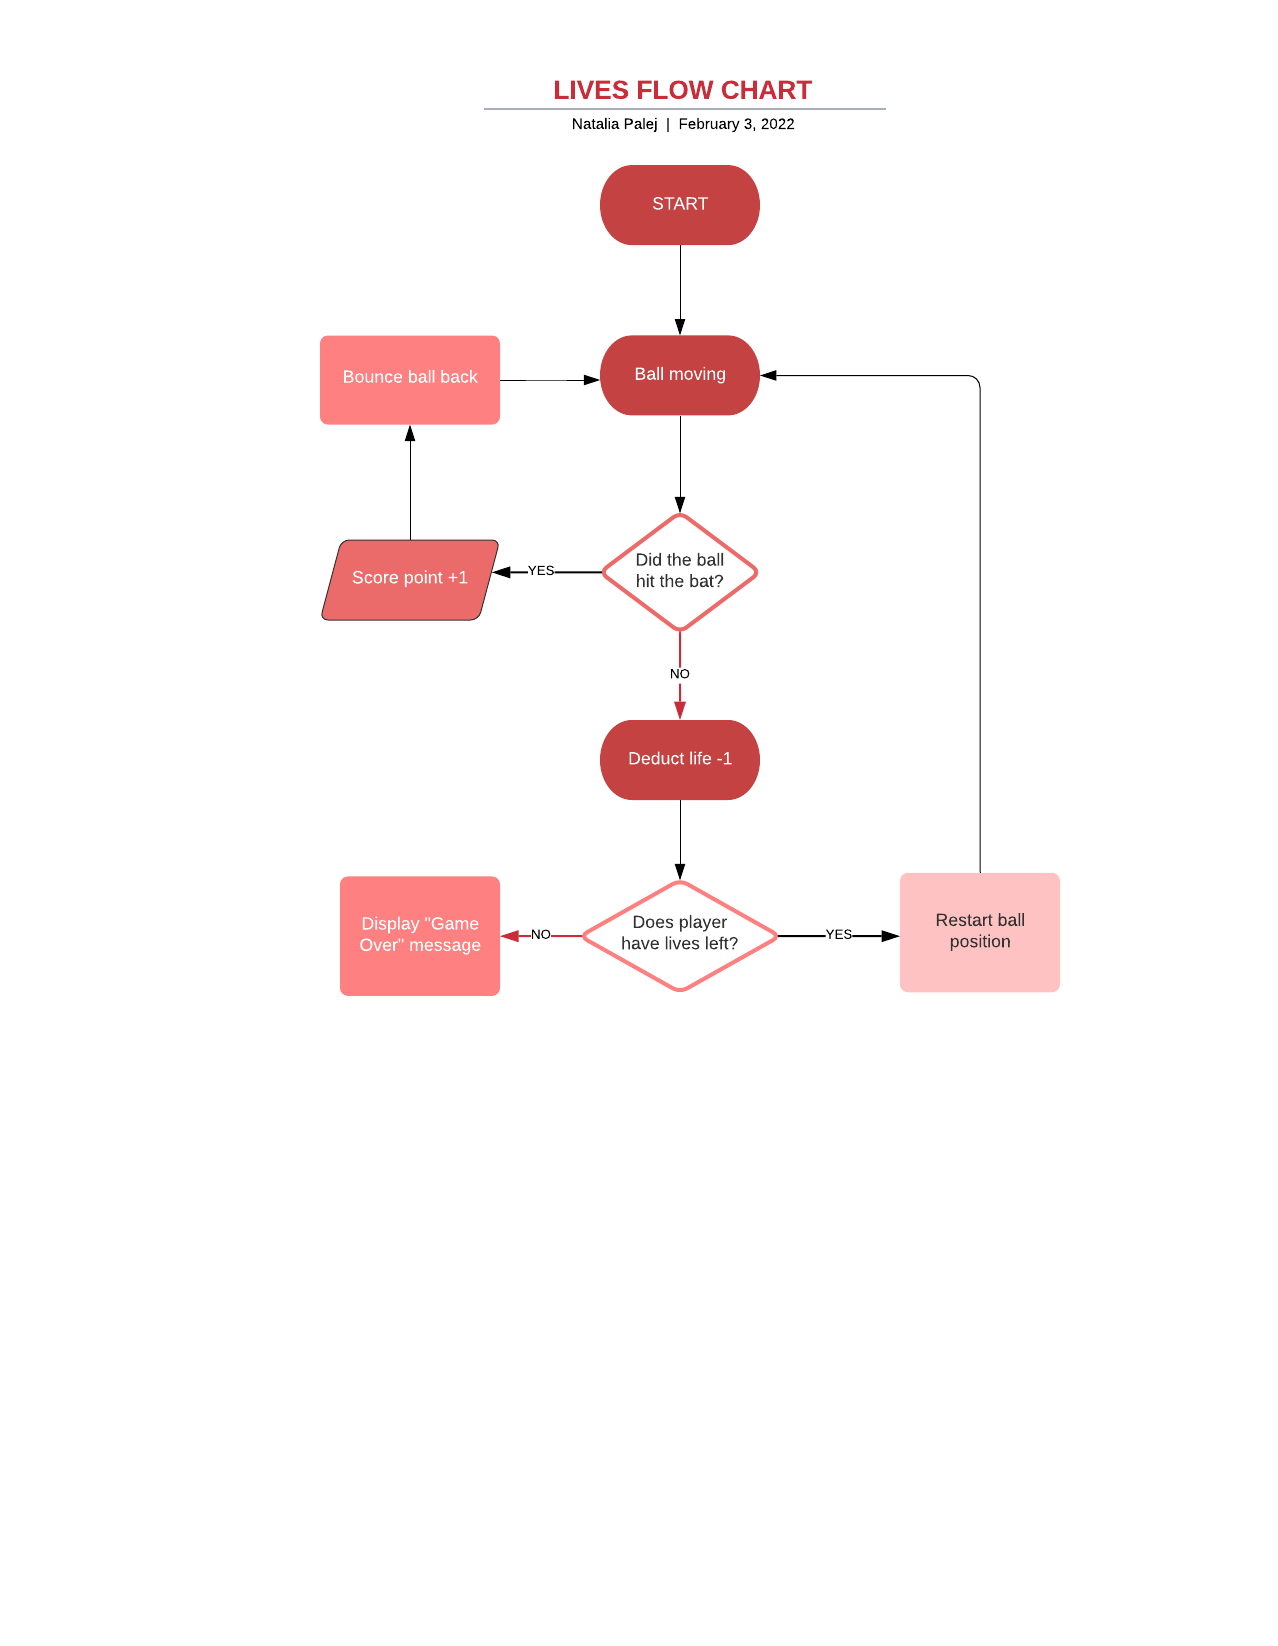 LIVES FLOW CHART
Natalia Palej | February 3, 2022
START
Bounce ball back
Ball moving
Did the ball
hit the bat?
YES
Score point +1
NO
Deduct life -1
Does player
have lives left?
NO
Display "Game
Over" message
YES
Restart ball
position